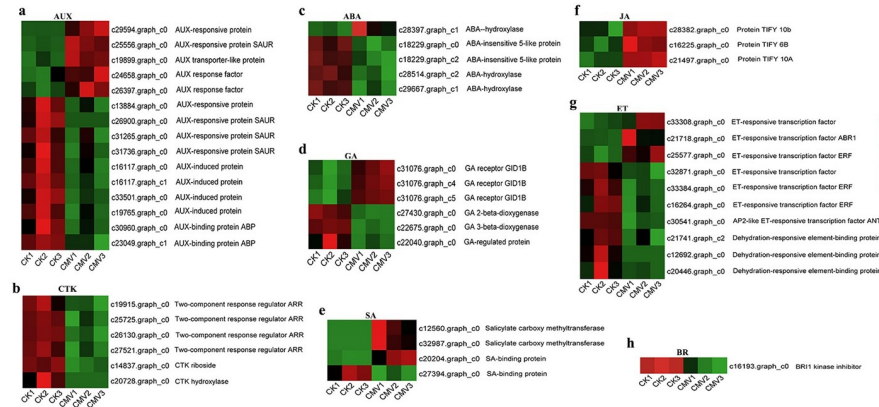 a
AUX
c29594.graph_c0 AUX-responsive protein
c25556.graph_c0 AUX-responsive protein SAUR
c19899.graph_c0 AUX transporter-like protein
c24658.graph_c0 AUX response factor
c26397.graph_c0 AUX response factor
c13884.graph_c0 AUX-responsive protein
c26900.graph_c0 AUX-responsive protein SAUR
c31265.graph_c0 AUX-responsive protein SAUR
c31736.graph_c0 AUX-responsive protein SAUR
c16117.graph_c0 AUX-induced protein
c16117.graph_c1 AUX-induced protein
c33501.graph_c0 AUX-induced protein
c19765.graph_c0 AUX-induced protein
c30960.graph_c0 AUX-binding protein ABP
c23049.graph_c1 AUX-binding protein ABP
CK1 CK2 CK3 CMV1 CMV2 CMV3
b
CTK
c19915.graph_c0 Two-component response regulator ARR
c25725.graph_c0 Two-component response regulator ARR
c26130.graph_c0 Two-component response regulator ARR
c27521.graph_c0 Two-component response regulator ARR
c14837.graph_c0 CTK riboside
c20728.graph_c0 CTK hydroxylase
CK1 CK2 CK3 CMV1 CMV2 CMV3
c
ABA
c28397.graph_c1 ABA--hydroxylase
c18229.graph_c0 ABA-insensitive 5-like protein
c18229.graph_c2 ABA-insensitive 5-like protein
c28514.graph_c2 ABA-hydroxylase
c29667.graph_c1 ABA-hydroxylase
CK1 CK2 CK3 CMV1 CMV2 CMV3
d
GA
c31076.graph_c0 GA receptor GID1B
c31076.graph_c4 GA receptor GID1B
c31076.graph_c5 GA receptor GID1B
c27430.graph_c0 GA 2-beta-dioxygenase
c22675.graph_c0 GA 3-beta-dioxygenase
c22040.graph_c0 GA-regulated protein
CK1 CK2 CK3 CMV1 CMV2 CMV3
e
SA
c12560.graph_c0 Salicylate carboxy methyltransferase
c32987.graph_c0 Salicylate carboxy methyltransferase
c20204.graph_c0 SA-binding protein
c27394.graph_c0 SA-binding protein
CK1 CK2 CK3 CMV1 CMV2 CMV3
f
JA
c28382.graph_c0 Protein TIFY 10b
c16225.graph_c0 Protein TIFY 6B
c21497.graph_c0 Protein TIFY 10A
CK1 CK2 CK3 CMV1 CMV2 CMV3
g
ET
c33308.graph_c0 ET-responsive transcription factor
c21718.graph_c0 ET-responsive transcription factor ABR1
c25577.graph_c0 ET-responsive transcription factor ERF
c32871.graph_c0 ET-responsive transcription factor
c33384.graph_c0 ET-responsive transcription factor ERF
c16264.graph_c0 ET-responsive transcription factor ERF
c30541.graph_c0 AP2-like ET-responsive transcription factor ANT
c21741.graph_c2 Dehydration-responsive element-binding protein
c12692.graph_c0 Dehydration-responsive element-binding protein
c20446.graph_c0 Dehydration-responsive element-binding protein
CK1 CK2 CK3 CMV1 CMV2 CMV3
h
BR
c16193.graph_c0 BRI1 kinase inhibitor
CK1 CK2 CK3 CMV1 CMV2 CMV3